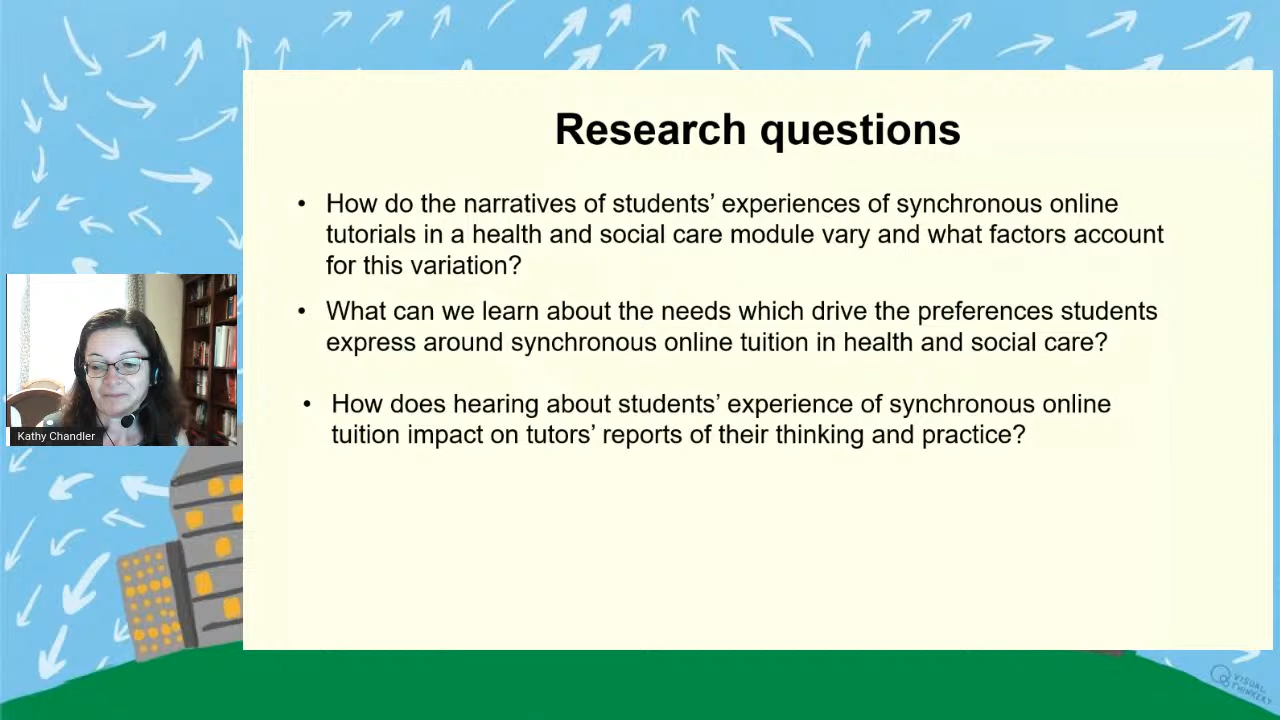 Research questions
• How do the narratives of students’ experiences of synchronous online
tutorials in a health and social care module vary and what factors account
for this variation?
• What can we learn about the needs which drive the preferences students
express around synchronous online tuition in health and social care?
• How does hearing about students’ experience of synchronous online
tuition impact on tutors’ reports of their thinking and practice?
Kathy Chandler
VISUAL
THINKERY